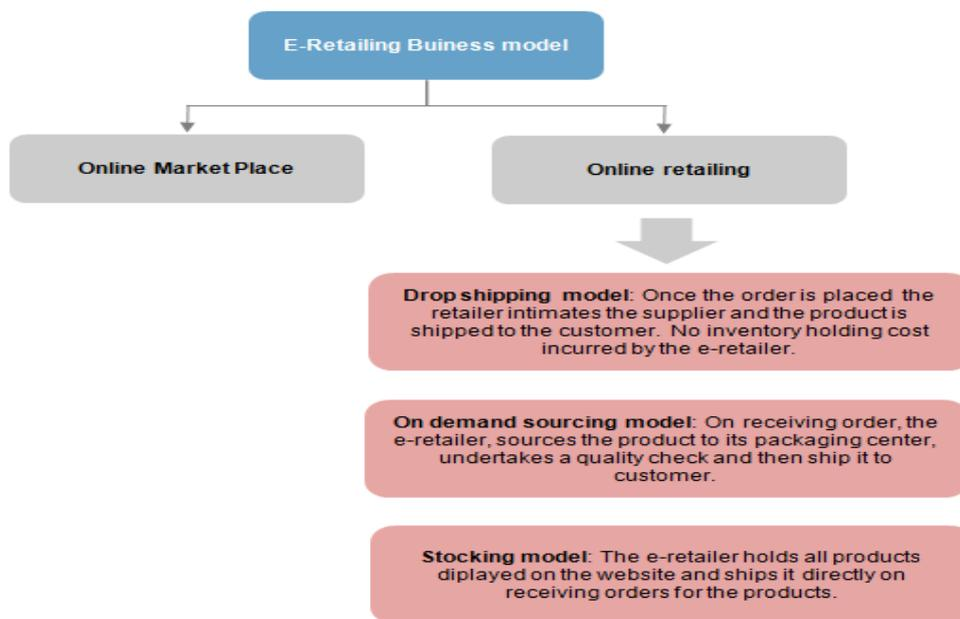 E-Retailing Buiness model
Online Market Place
Online retailing
Drop shipping model: Once the order is placed the
retailer intimates the supplier and the product is
shipped to the customer. No inventory holding cost
incurred by the e-retailer.
On demand sourcing model: On receiving order, the
e-retailer, sources the product to its packaging center,
undertakes a quality check and then ship it to
customer.
Stocking model: The e-retailer holds all products
diplayed on the website and ships it directly on
receiving orders for the products.